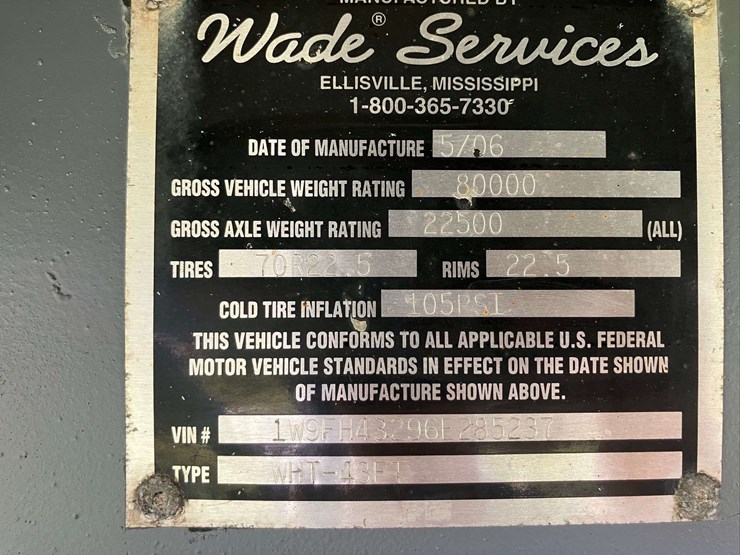 MANUFACTURED BY
Wade Services®
ELLISVILLE, MISSISSIPPI
1-800-365-7330
DATE OF MANUFACTURE 5/06
GROSS VEHICLE WEIGHT RATING 80000
GROSS AXLE WEIGHT RATING 22500 (ALL)
TIRES 70R22.5 RIMS 22.5
COLD TIRE INFLATION 105PSI
THIS VEHICLE CONFORMS TO ALL APPLICABLE U.S. FEDERAL
MOTOR VEHICLE STANDARDS IN EFFECT ON THE DATE SHOWN
OF MANUFACTURE SHOWN ABOVE.
VIN #
TYPE